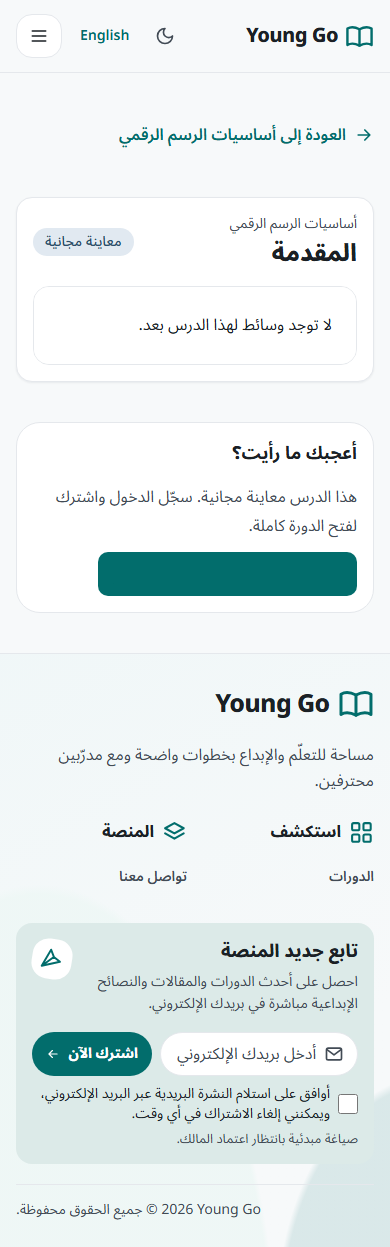 Young Go
English
العودة إلى أساسيات الرسم الرقمي
أساسيات الرسم الرقمي
المقدمة
معاينة مجانية
لا توجد وسائط لهذا الدرس بعد.
أعجبك ما رأيت؟
هذا الدرس معاينة مجانية. سجّل الدخول واشترك
لفتح الدورة كاملة.
Young Go
مساحة للتعلّم والإبداع بخطوات واضحة ومع مدرّبين
محترفين.
استكشف
المنصة
الدورات
تواصل معنا
تابع جديد المنصة
احصل على أحدث الدورات والمقالات والنصائح
الإبداعية مباشرة في بريدك الإلكتروني.
أدخل بريدك الإلكتروني
اشترك الآن
أوافق على استلام النشرة البريدية عبر البريد الإلكتروني،
ويمكنني إلغاء الاشتراك في أي وقت.
صياغة مبدئية بانتظار اعتماد المالك.
Young Go 2026 © جميع الحقوق محفوظة.